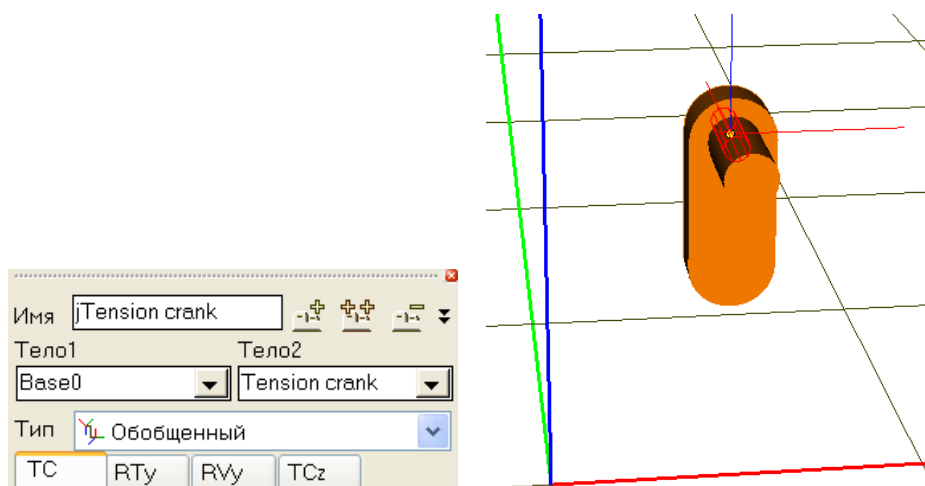 Имя jTension crank
Тело1 Тело2
Base0 Tension crank
Тип Обобщенный
TC RTy RVy TCz